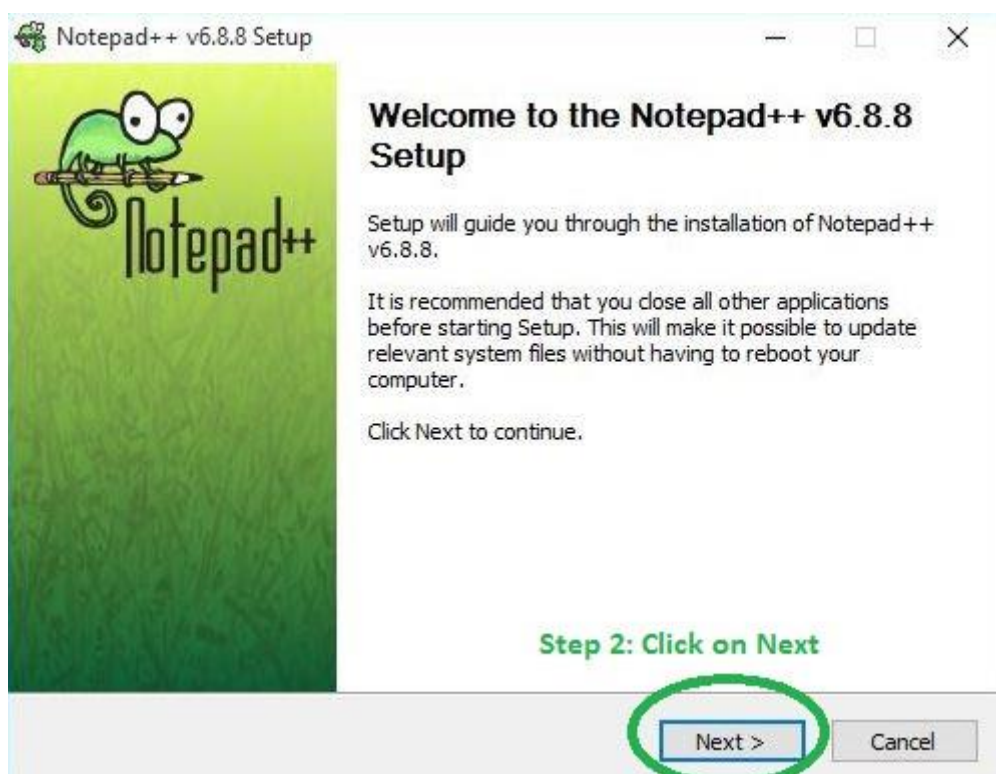 Notepad++ v6.8.8 Setup
Notepad++
Welcome to the Notepad++ v6.8.8
Setup
Setup will guide you through the installation of Notepad++
v6.8.8.
It is recommended that you close all other applications
before starting Setup. This will make it possible to update
relevant system files without having to reboot your
computer.
Click Next to continue.
Step 2: Click on Next
Next >
Cancel